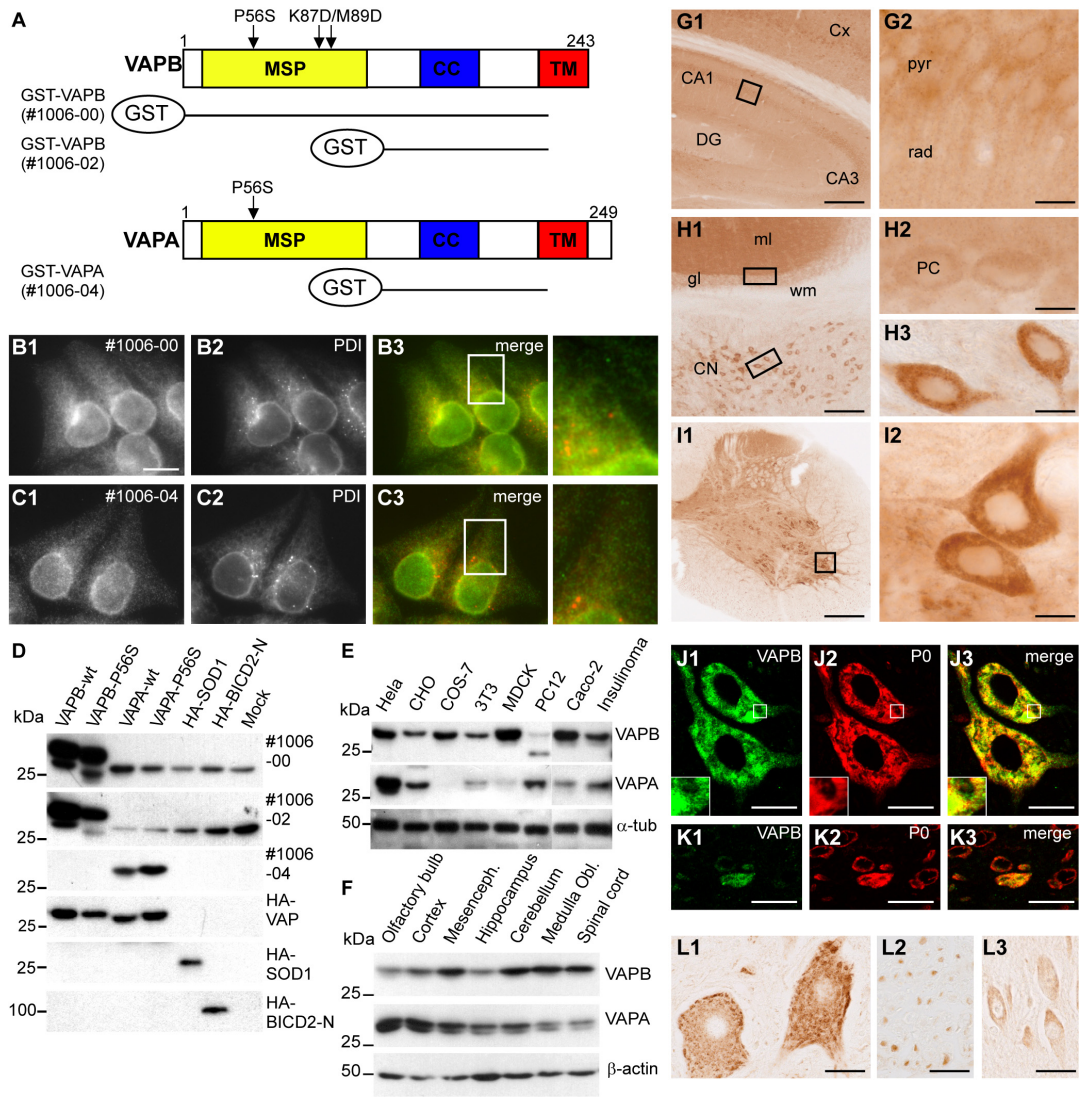 A
P56S
K87D/M89D
1
243
VAPB
MSP
CC
TM
GST-VAPB
(#1006-00)
GST
GST-VAPB
(#1006-02)
GST
P56S
1
249
VAPA
MSP
CC
TM
GST-VAPA
(#1006-04)
GST
B1
#1006-00
B2
PDI
B3
merge
C1
#1006-04
C2
PDI
C3
merge
D
VAPB-wt
VAPB-P56S
VAPA-wt
VAPA-P56S
HA-SOD1
HA-BICD2-N
Mock
kDa
25
#1006
-00
25
#1006
-02
25
#1006
-04
25
HA-
VAP
25
HA-
SOD1
100
HA-
BICD2-N
E
Hela
CHO
COS-7
3T3
MDCK
PC12
Caco-2
Insulinoma
kDa
25
VAPB
25
VAPA
50
α-tub
F
Olfactory bulb
Cortex
Mesenceph.
Hippocampus
Cerebellum
Medulla Obl.
Spinal cord
kDa
25
VAPB
25
VAPA
50
β-actin
G1
Cx
CA1
DG
CA3
G2
pyr
rad
H1
ml
gl
wm
CN
H2
PC
H3
I1
I2
J1
VAPB
J2
P0
J3
merge
K1
VAPB
K2
P0
K3
merge
L1
L2
L3